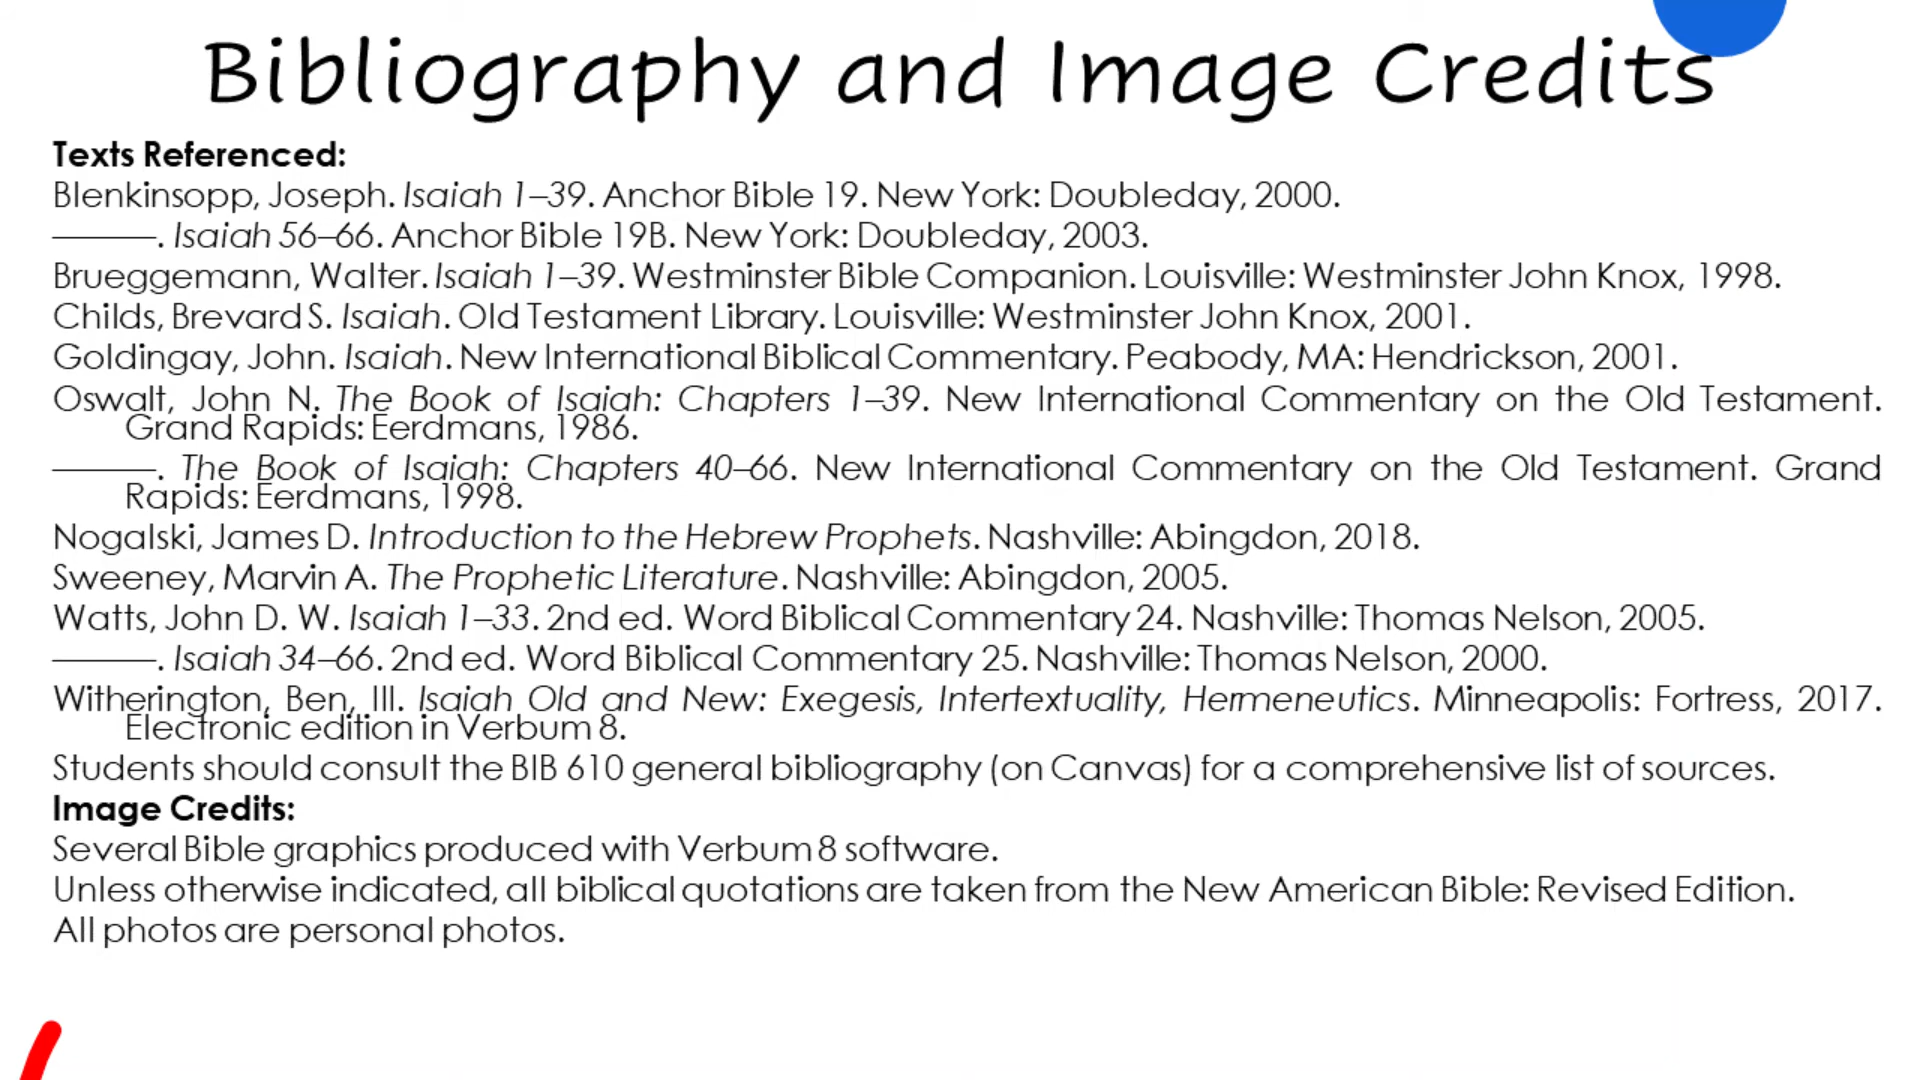 Bibliography and Image Credits
Texts Referenced:
Blenkinsopp, Joseph. Isaiah 1–39. Anchor Bible 19. New York: Doubleday, 2000.
———. Isaiah 56–66. Anchor Bible 19B. New York: Doubleday, 2003.
Brueggemann, Walter. Isaiah 1–39. Westminster Bible Companion. Louisville: Westminster John Knox, 1998.
Childs, Brevard S. Isaiah. Old Testament Library. Louisville: Westminster John Knox, 2001.
Goldingay, John. Isaiah. New International Biblical Commentary. Peabody, MA: Hendrickson, 2001.
Oswalt, John N. The Book of Isaiah: Chapters 1–39. New International Commentary on the Old Testament.
Grand Rapids: Eerdmans, 1986.
———. The Book of Isaiah: Chapters 40–66. New International Commentary on the Old Testament. Grand
Rapids: Eerdmans, 1998.
Nogalski, James D. Introduction to the Hebrew Prophets. Nashville: Abingdon, 2018.
Sweeney, Marvin A. The Prophetic Literature. Nashville: Abingdon, 2005.
Watts, John D. W. Isaiah 1–33. 2nd ed. Word Biblical Commentary 24. Nashville: Thomas Nelson, 2005.
———. Isaiah 34–66. 2nd ed. Word Biblical Commentary 25. Nashville: Thomas Nelson, 2000.
Witherington, Ben, III. Isaiah Old and New: Exegesis, Intertextuality, Hermeneutics. Minneapolis: Fortress, 2017.
Electronic edition in Verbum 8.
Students should consult the BIB 610 general bibliography (on Canvas) for a comprehensive list of sources.
Image Credits:
Several Bible graphics produced with Verbum 8 software.
Unless otherwise indicated, all biblical quotations are taken from the New American Bible: Revised Edition.
All photos are personal photos.